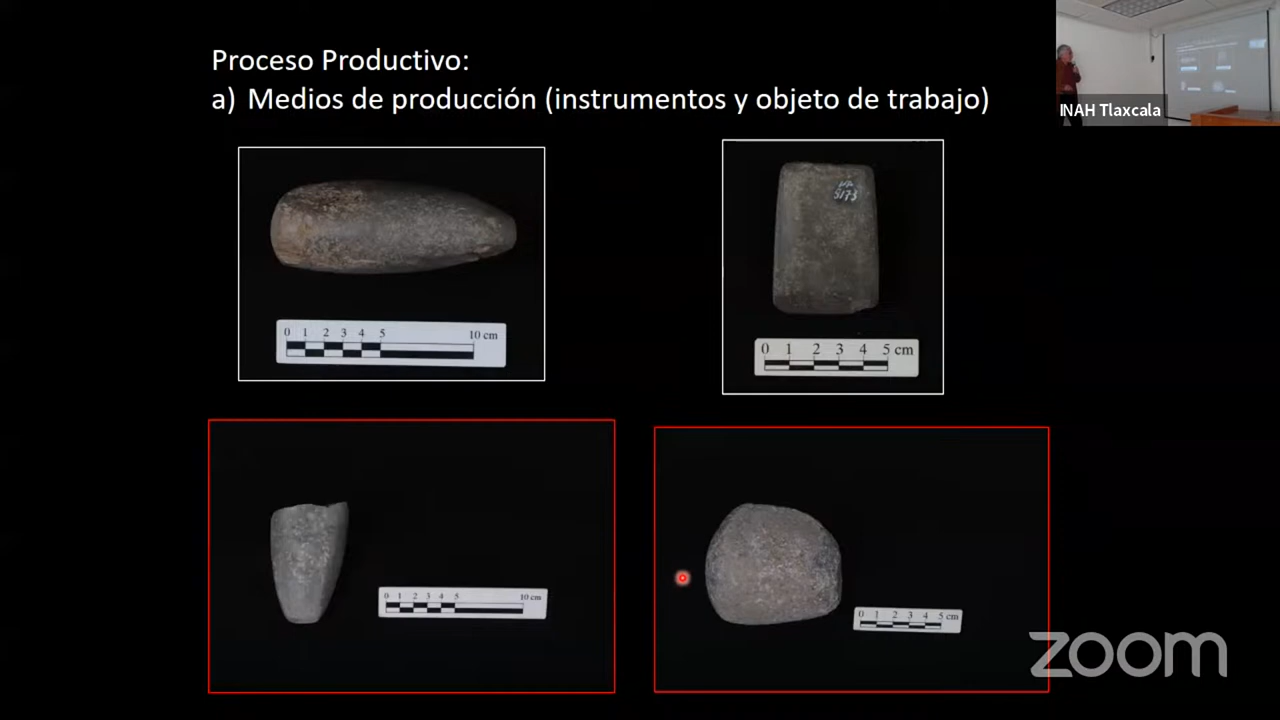 Proceso Productivo:
a) Medios de producción (instrumentos y objeto de trabajo)
INAH Tlaxcala
5173
0 1 2 3 4 5 10 cm
0 1 2 3 4 5 cm
0 1 2 3 4 5 10 cm
0 1 2 3 4 5 cm
zoom